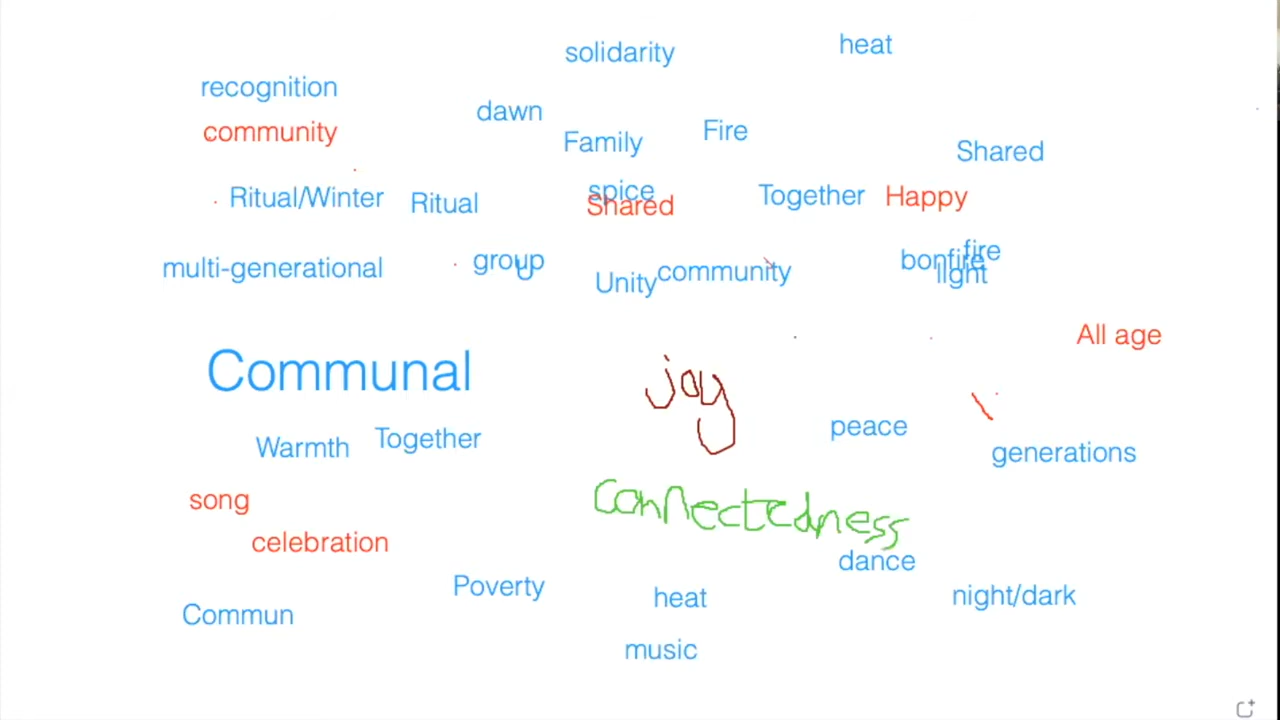 solidarity
heat
recognition
dawn
community
Family
Fire
Shared
Ritual/Winter
Ritual
spice
Shared
Together
Happy
multi-generational
group
U
Unity
community
fire
bonfire
light
All age
Communal
joy
peace
Warmth
Together
generations
song
connectedness
celebration
dance
Poverty
heat
night/dark
Commun
music